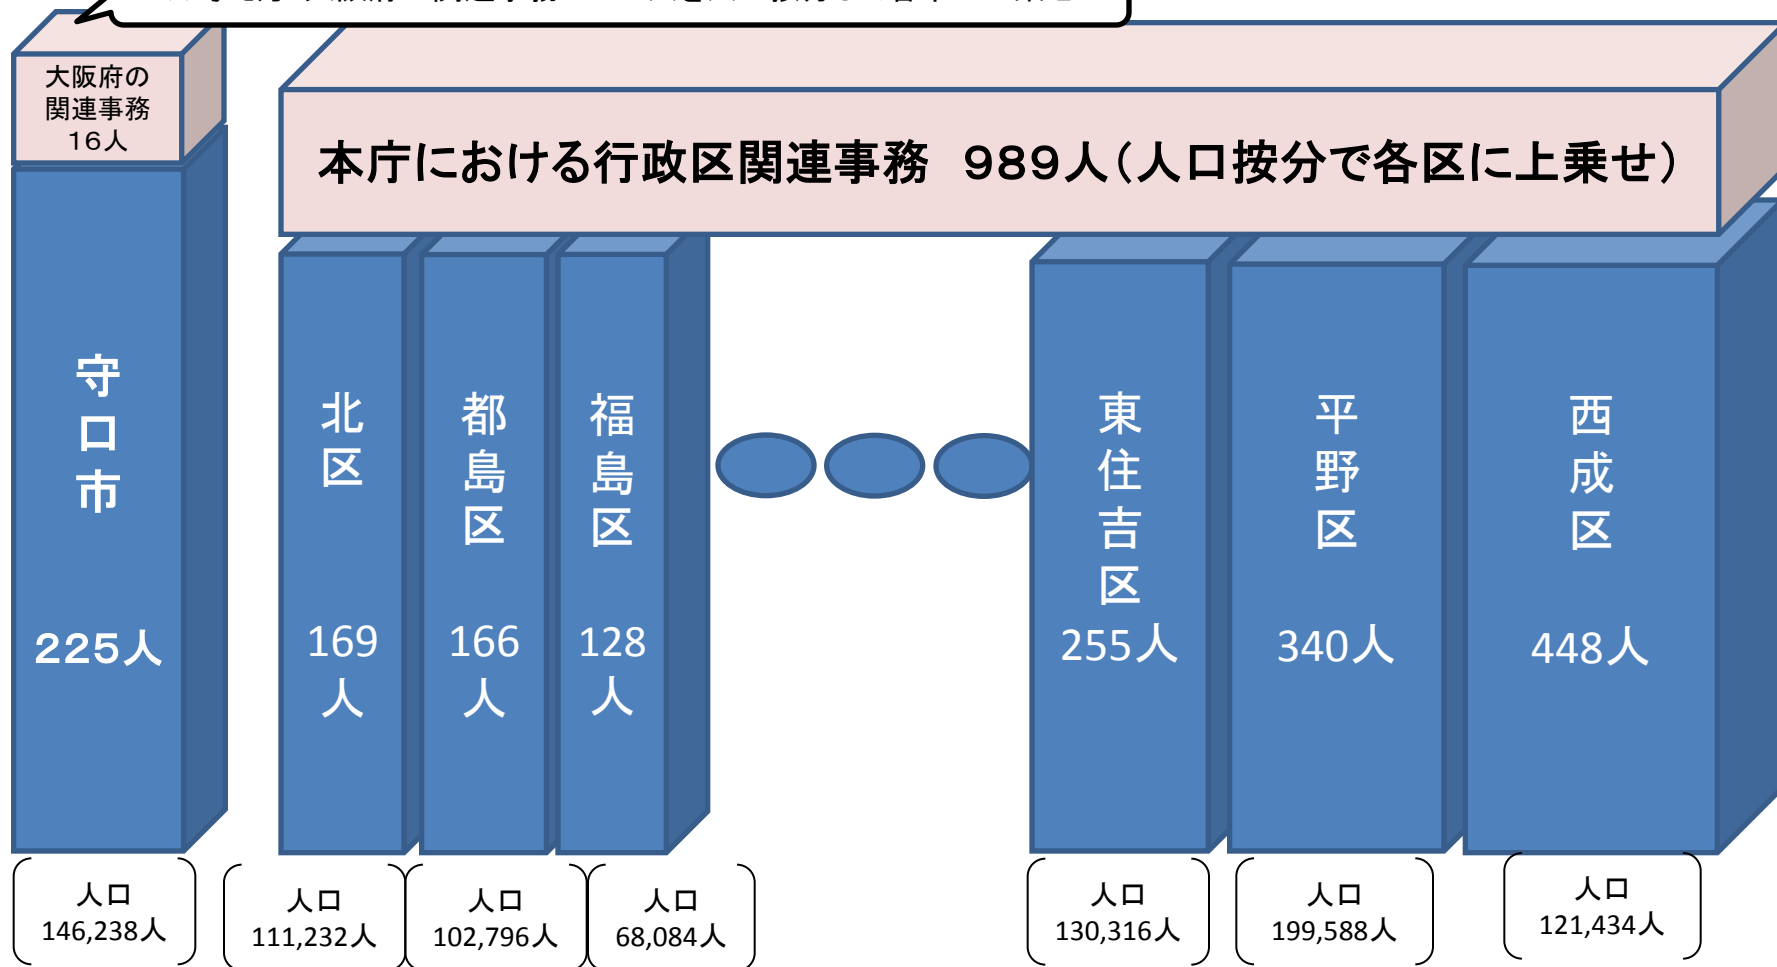 大阪府の
関連事務
16人
本庁における行政区関連事務　989人(人口按分で各区に上乗せ)
守口市
225人
北区
169
人
都島区
166
人
福島区
128
人
東住吉区
255人
平野区
340人
西成区
448人
人口
146,238人
人口
111,232人
人口
102,796人
人口
68,084人
人口
130,316人
人口
199,588人
人口
121,434人